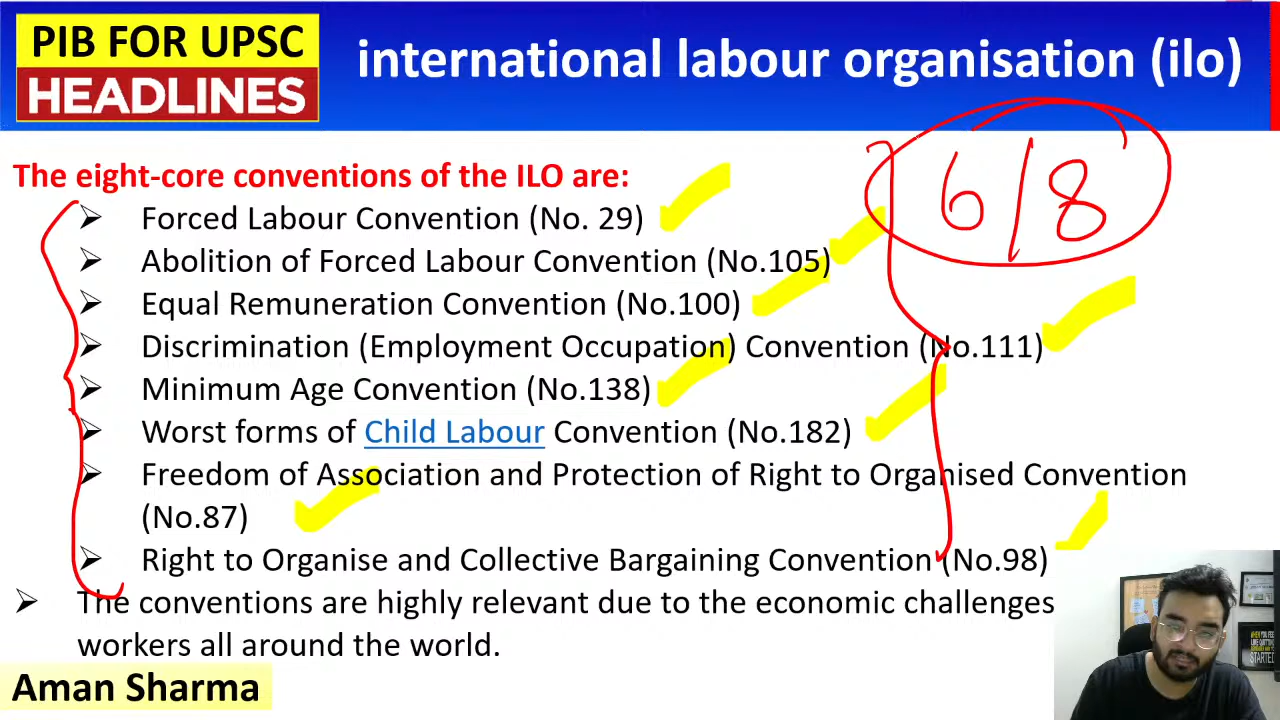 PIB FOR UPSC
HEADLINES
international labour organisation (ilo)
The eight-core conventions of the ILO are:
Forced Labour Convention (No. 29)
Abolition of Forced Labour Convention (No.105)
Equal Remuneration Convention (No.100)
Discrimination (Employment Occupation) Convention (No.111)
Minimum Age Convention (No.138)
Worst forms of Child Labour Convention (No.182)
Freedom of Association and Protection of Right to Organised Convention
(No.87)
Right to Organise and Collective Bargaining Convention (No.98)
The conventions are highly relevant due to the economic challenges
workers all around the world.
6/8
Aman Sharma